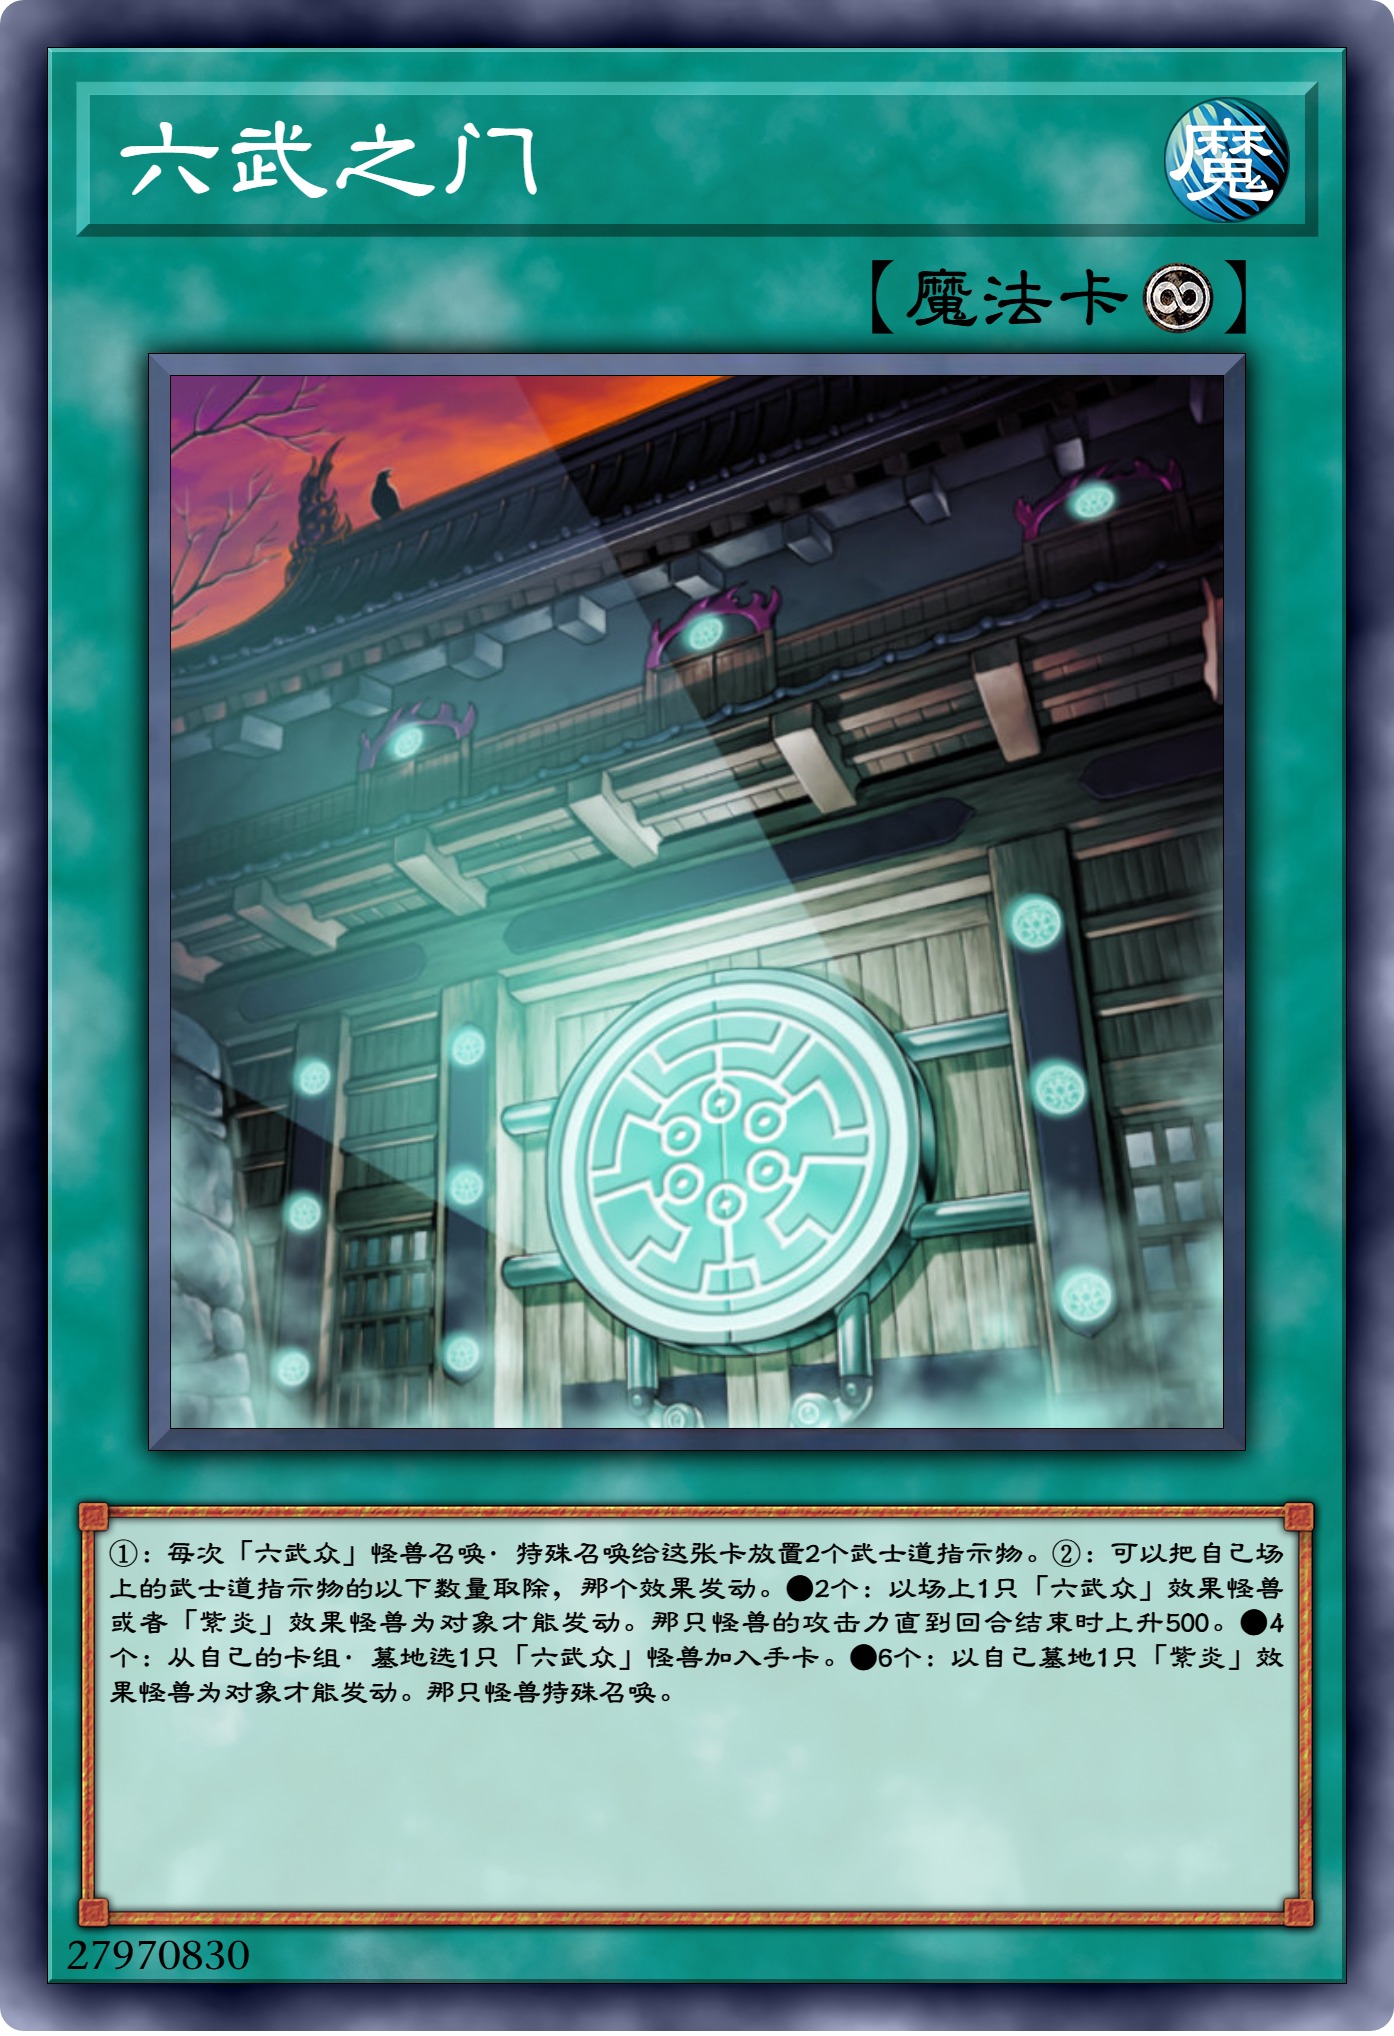 六武之门
魔
【魔法卡】
①：每次「六武众」怪兽召唤·特殊召唤给这张卡放置2个武士道指示物。②：可以把自己场
上的武士道指示物的以下数量取除，那个效果发动。●2个：以场上1只「六武众」效果怪兽
或者「紫炎」效果怪兽为对象才能发动。那只怪兽的攻击力直到回合结束时上升500。●4
个：从自己的卡组·墓地选1只「六武众」怪兽加入手卡。●6个：以自己墓地1只「紫炎」效
果怪兽为对象才能发动。那只怪兽特殊召唤。
27970830